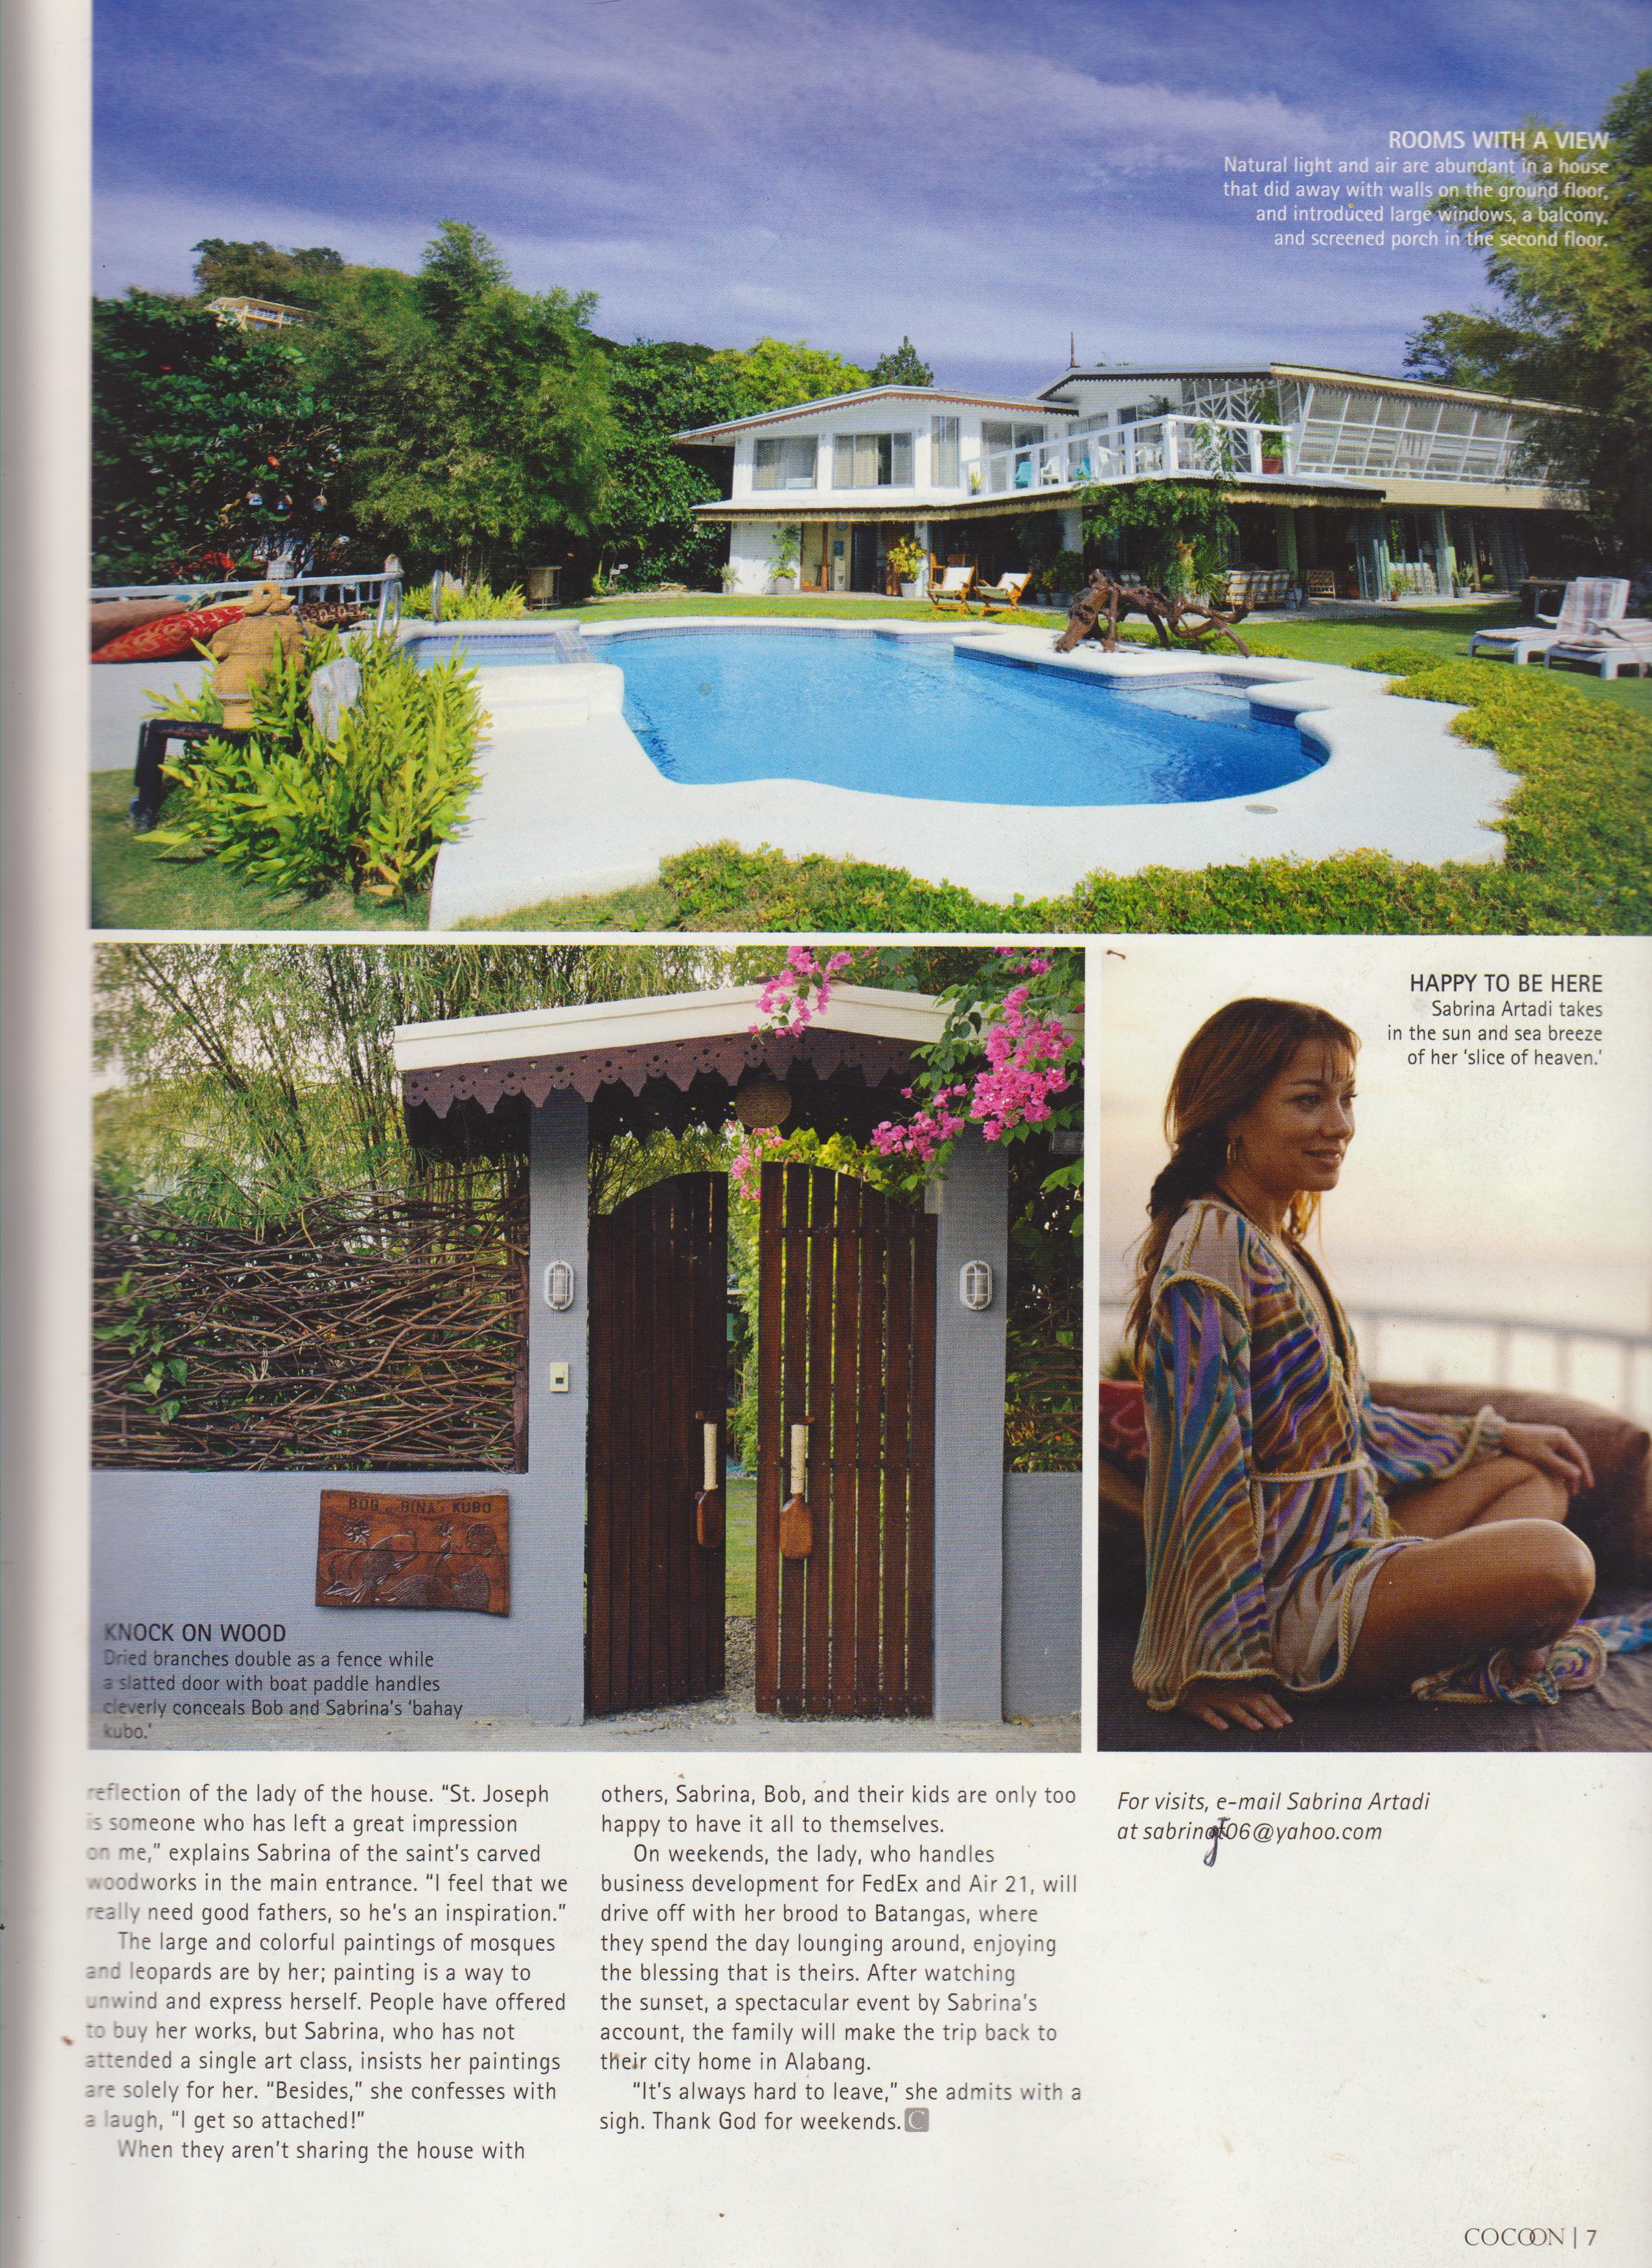 ROOMS WITH A VIEW
Natural light and air are abundant in a house
that did away with walls on the ground floor,
and introduced large windows, a balcony,
and screened porch in the second floor.
HAPPY TO BE HERE
Sabrina Artadi takes
in the sun and sea breeze
of her ‘slice of heaven.’
BOB BINA'S KUBO
KNOCK ON WOOD
Dried branches double as a fence while
a slatted door with boat paddle handles
cleverly conceals Bob and Sabrina’s ‘bahay
kubo.’
reflection of the lady of the house. “St. Joseph
is someone who has left a great impression
on me,” explains Sabrina of the saint’s carved
woodworks in the main entrance. “I feel that we
really need good fathers, so he’s an inspiration.”
The large and colorful paintings of mosques
and leopards are by her; painting is a way to
unwind and express herself. People have offered
to buy her works, but Sabrina, who has not
attended a single art class, insists her paintings
are solely for her. “Besides,” she confesses with
a laugh, “I get so attached!”
When they aren’t sharing the house with
others, Sabrina, Bob, and their kids are only too
happy to have it all to themselves.
On weekends, the lady, who handles
business development for FedEx and Air 21, will
drive off with her brood to Batangas, where
they spend the day lounging around, enjoying
the blessing that is theirs. After watching
the sunset, a spectacular event by Sabrina’s
account, the family will make the trip back to
their city home in Alabang.
“It’s always hard to leave,” she admits with a
sigh. Thank God for weekends. C
For visits, e-mail Sabrina Artadi
at
COCOON | 7